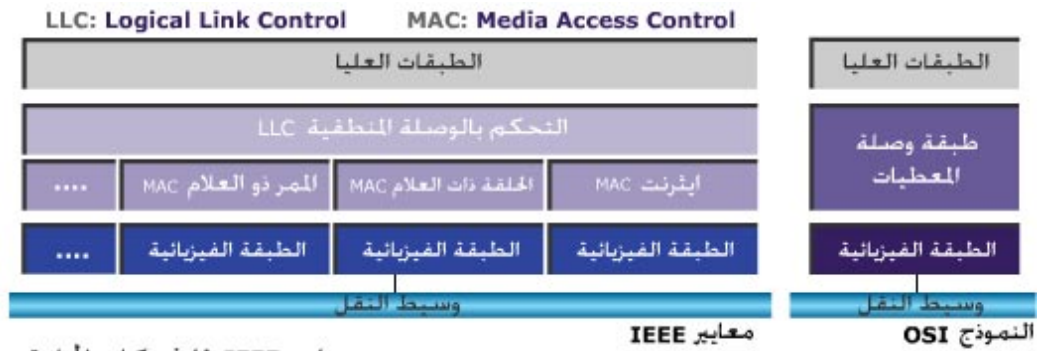 LLC: Logical Link Control MAC: Media Access Control
الطبقات العليا
الطبقات العليا
التحكم بالوصلة المنطقية LLC
طبقة وصلة
المعطيات
ايثرنت MAC
الحلقة ذات العلام MAC
الممر ذو العلام MAC
....
الطبقة الفيزيائية
الطبقة الفيزيائية
الطبقة الفيزيائية
الطبقة الفيزيائية
....
وسيط النقل
وسيط النقل
النموذج OSI
معايير IEEE